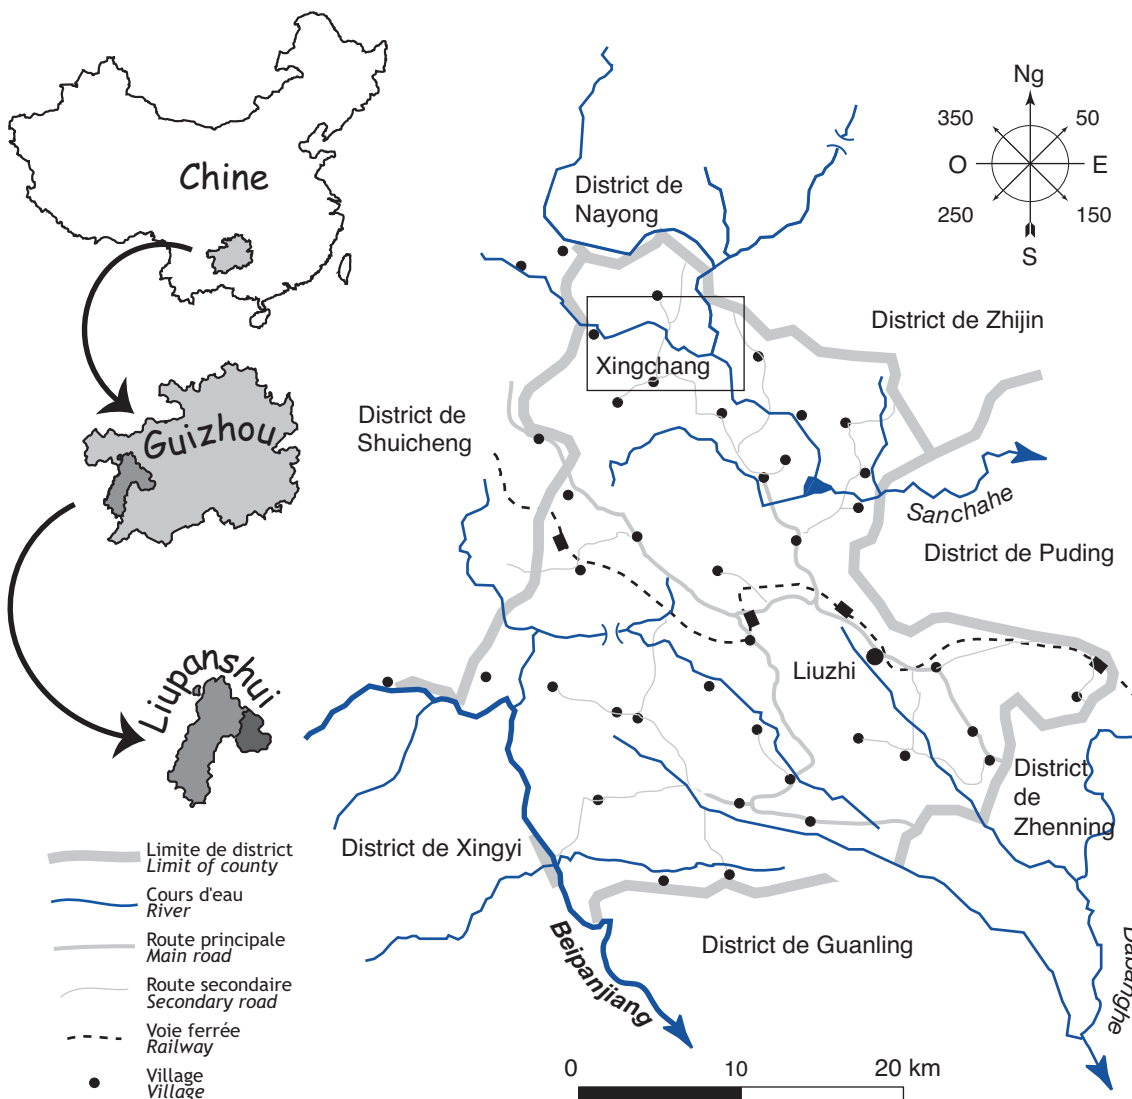 Chine
Guizhou
Liupanshui
Ng
350
50
O
E
250
150
S
District de
Nayong
District de Zhijin
Xingchang
District de
Shuicheng
Sanchahe
District de Puding
Liuzhi
District
de
Zhenning
District de Xingyi
Beipanjiang
District de Guanling
Dabanghe
Limite de district
Limit of county
Cours d'eau
River
Route principale
Main road
Route secondaire
Secondary road
Voie ferrée
Railway
Village
Village
0 10 20 km